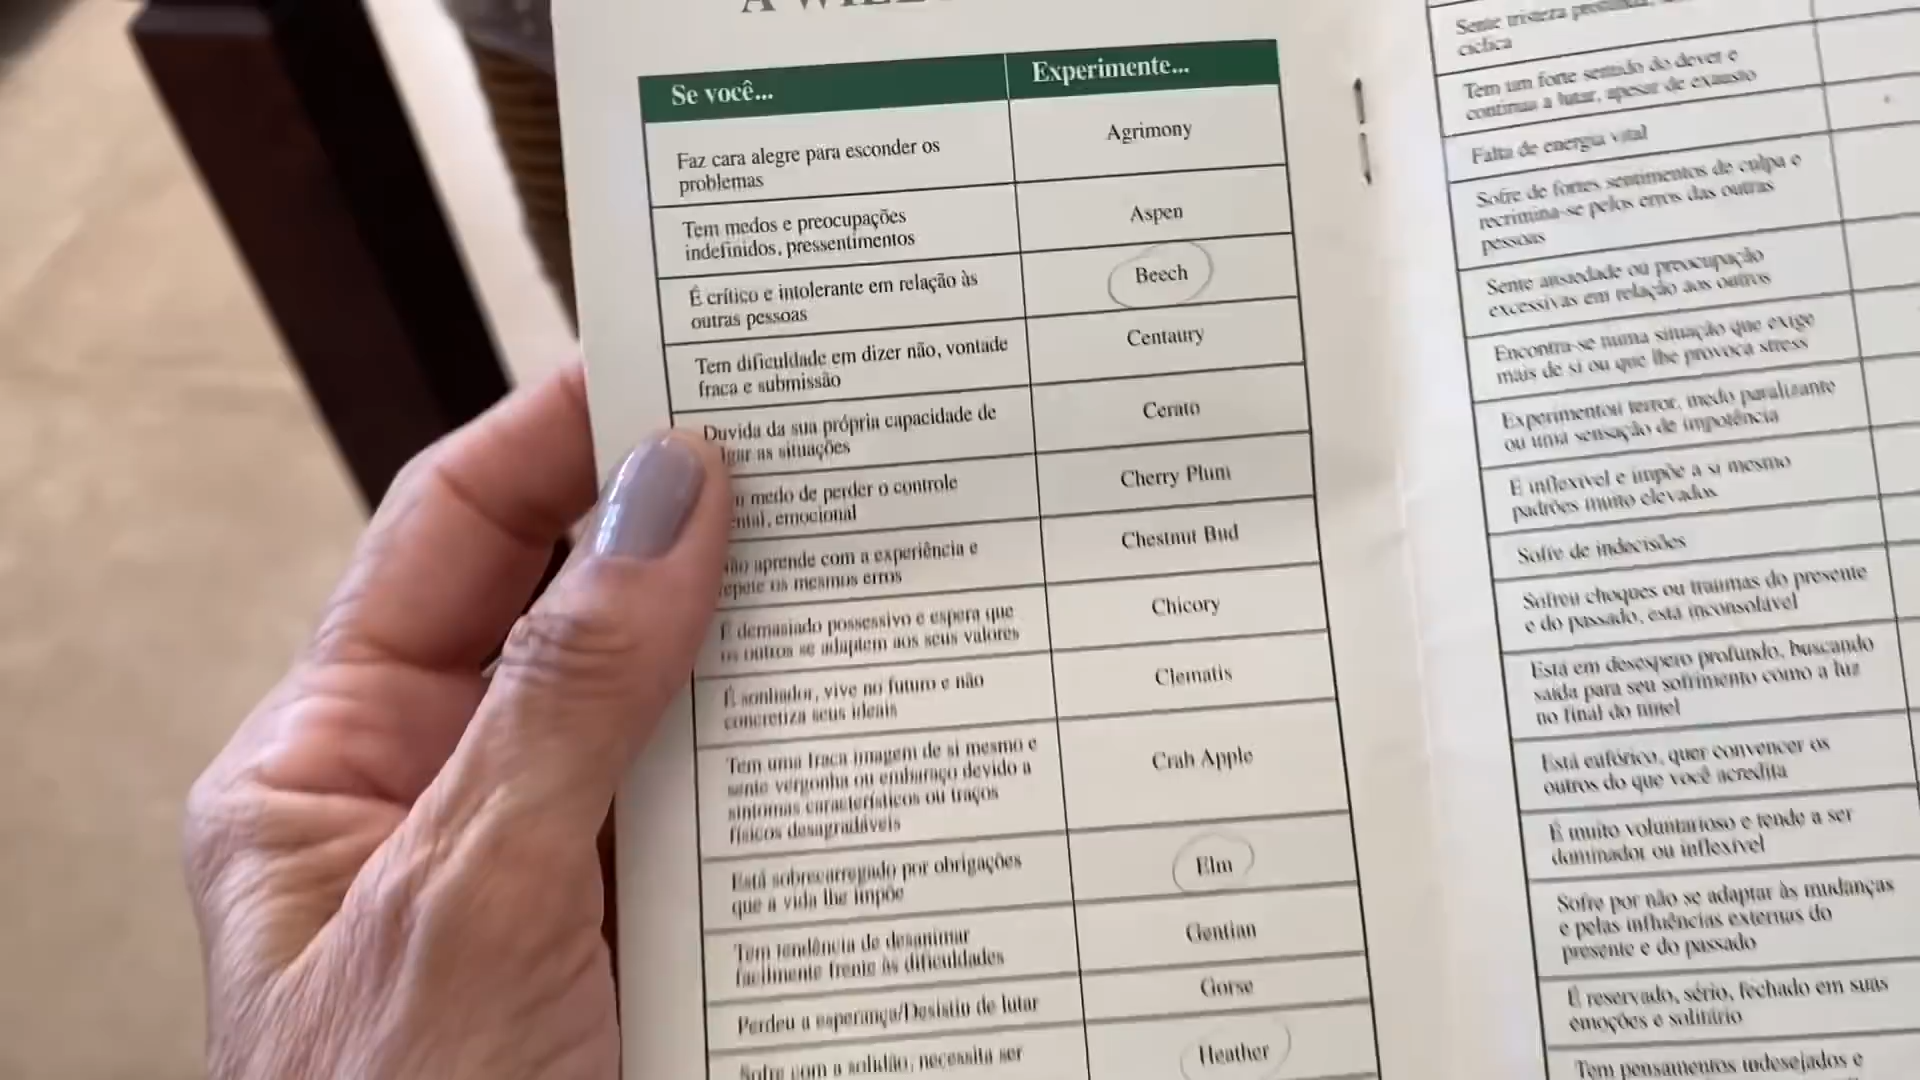 Se você...
Experimente...
Faz cara alegre para esconder os
problemas
Agrimony
Tem medos e preocupações
indefinidos, pressentimentos
Aspen
É crítico e intolerante em relação às
outras pessoas
Beech
Tem dificuldade em dizer não, vontade
fraca e submissão
Centaury
Duvida da sua própria capacidade de
as situações
Cerato
medo de perder o controle
emocional
Cherry Plum
aprende com a experiência e
os mesmos erros
Chestnut Bud
É demasiado possessivo e espera que
os outros se adaptem aos seus valores
Chicory
É sonhador, vive no futuro e não
concretiza seus ideais
Clematis
Tem uma fraca imagem de si mesmo e
sente vergonha ou embaraço devido a
sintomas característicos ou traços
físicos desagradáveis
Crab Apple
Está sobrecarregado por obrigações
que a vida lhe impõe
Elm
Tem tendência de desanimar
facilmente frente às dificuldades
Gentian
Perdeu a esperança/Desistiu de lutar
Gorse
Sofre com a solidão, necessita ser
Heather
Sente tristeza
cíclica
Tem um forte sentido do dever e
continua a lutar, apesar de exausto
Falta de energia vital
Sofre de fortes sentimentos de culpa e
recrimina-se pelos erros das outras
pessoas
Sente ansiedade ou preocupação
excessivas em relação aos outros
Encontra-se numa situação que exige
mais de si ou que lhe provoca stress
Experimentou terror, medo paralizante
ou uma sensação de impotência
É inflexível e impõe a si mesmo
padrões muito elevados
Sofre de indecisões
Sofreu choques ou traumas do presente
e do passado, está inconsolável
Está em desespero profundo, buscando
saída para seu sofrimento como a luz
no final do túnel
Está eufórico, quer convencer os
outros do que você acredita
É muito voluntarioso e tende a ser
dominador ou inflexível
Sofre por não se adaptar às mudanças
e pelas influências externas do
presente e do passado
É reservado, sério, fechado em suas
emoções e solitário
Tem pensamentos indesejados e